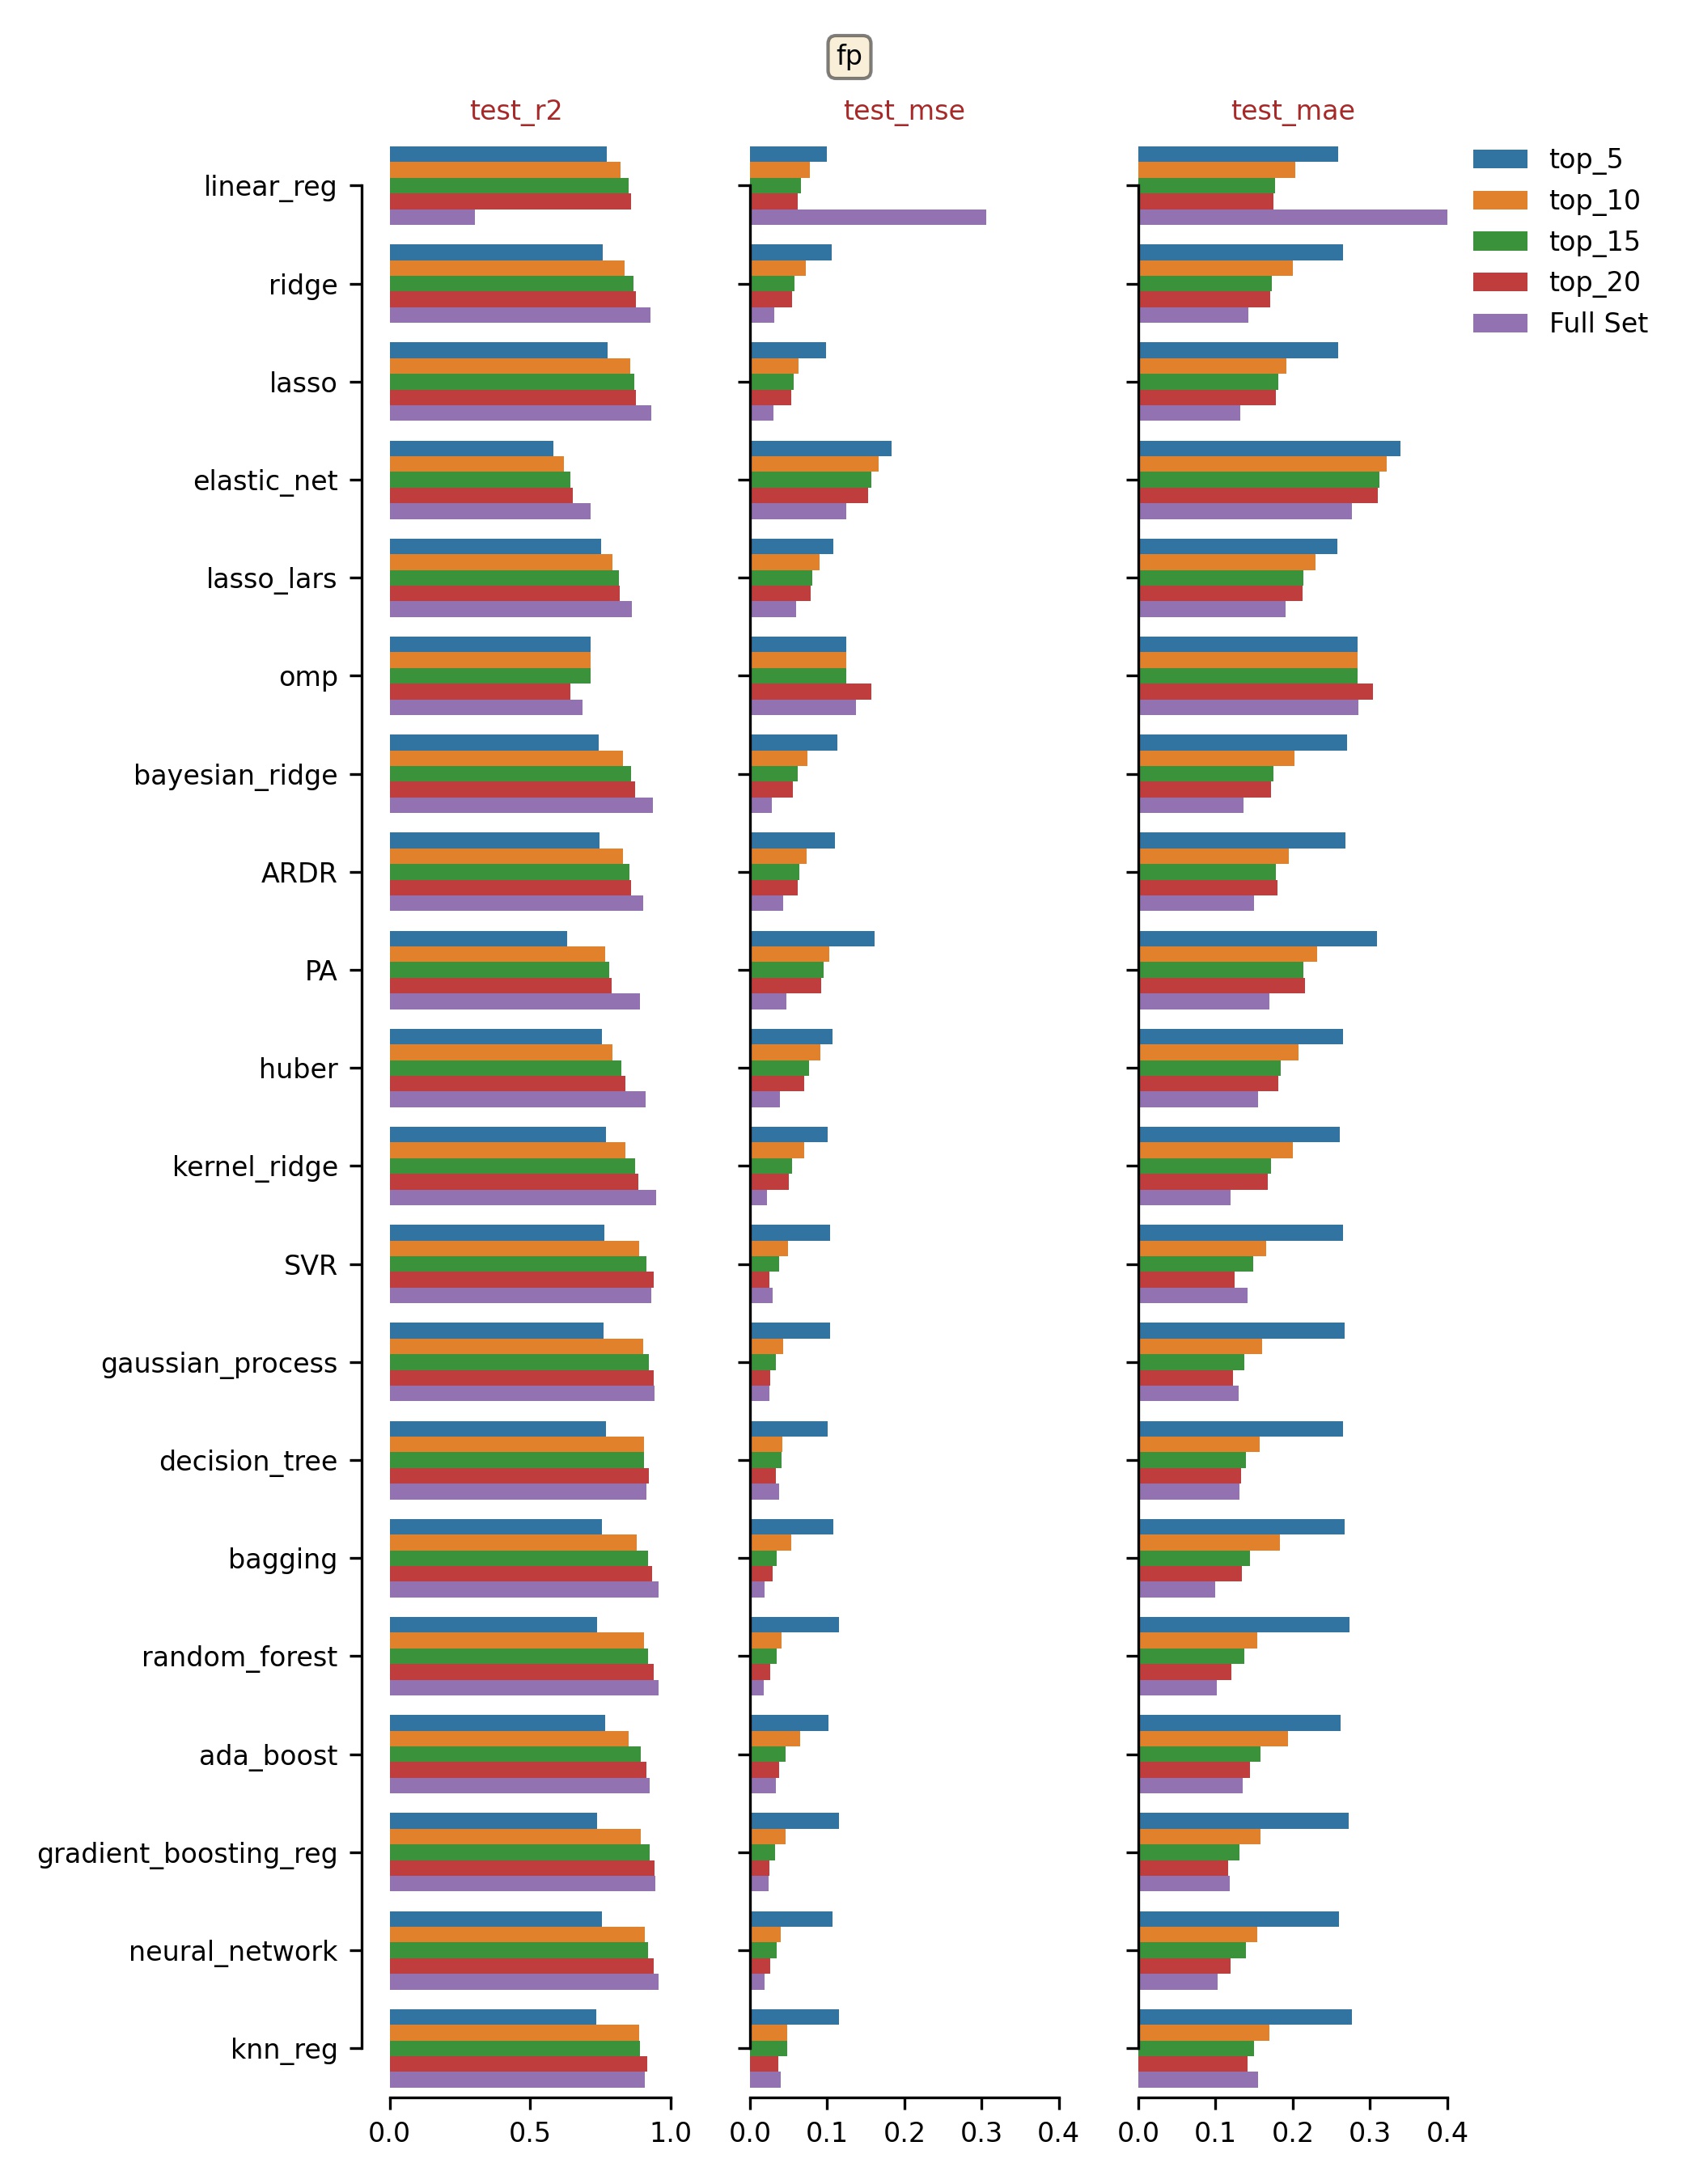 fp
test_r2
test_mse
test_mae
top_5
top_10
top_15
top_20
Full Set
linear_reg
ridge
lasso
elastic_net
lasso_lars
omp
bayesian_ridge
ARDR
PA
huber
kernel_ridge
SVR
gaussian_process
decision_tree
bagging
random_forest
ada_boost
gradient_boosting_reg
neural_network
knn_reg
0.0 0.5 1.0
0.0 0.1 0.2 0.3 0.4
0.0 0.1 0.2 0.3 0.4